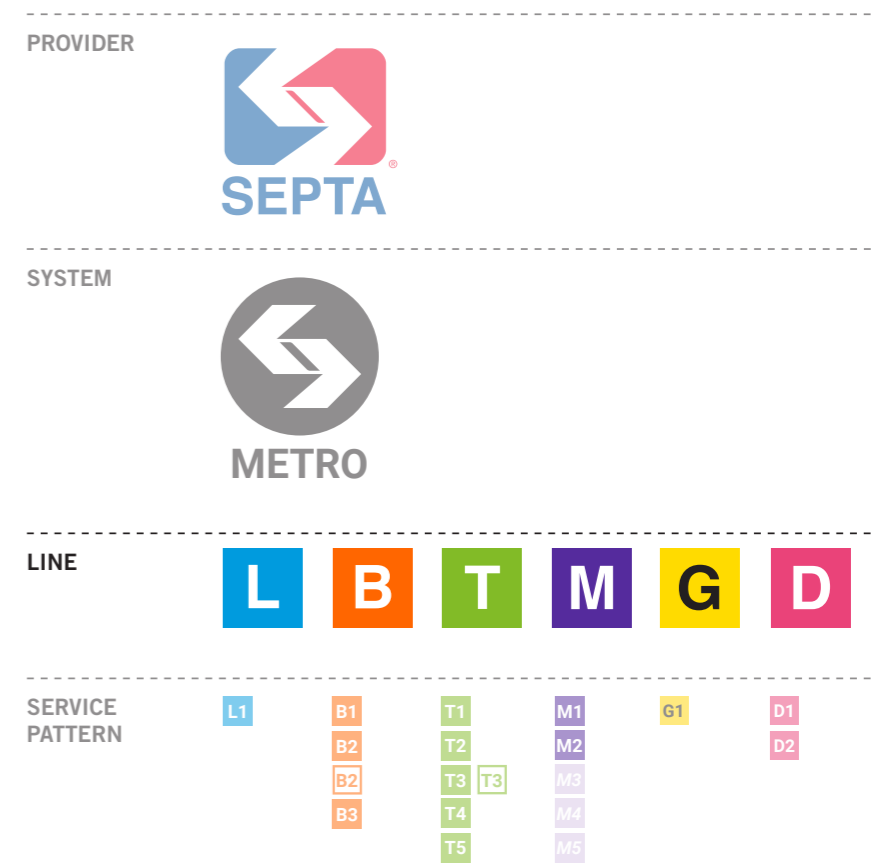 PROVIDER
®
SEPTA
SYSTEM
METRO
LINE
L B T M G D
SERVICE PATTERN
L1 B1 T1 M1 G1 D1
B2 T2 M2 D2
B2 T3 T3 M3
B3 T4 M4
T5 M5